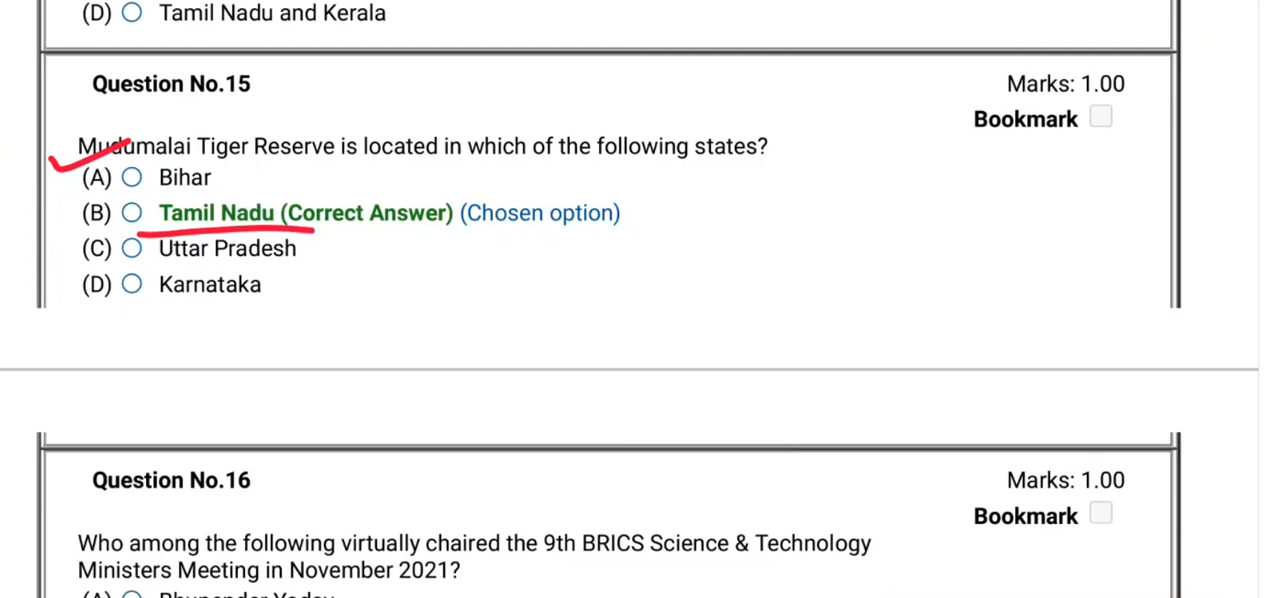 (D) Tamil Nadu and Kerala
Question No.15
Marks: 1.00
Bookmark
Mudumalai Tiger Reserve is located in which of the following states?
(A) Bihar
(B) Tamil Nadu (Correct Answer) (Chosen option)
(C) Uttar Pradesh
(D) Karnataka
Question No.16
Marks: 1.00
Bookmark
Who among the following virtually chaired the 9th BRICS Science & Technology
Ministers Meeting in November 2021?
(A)